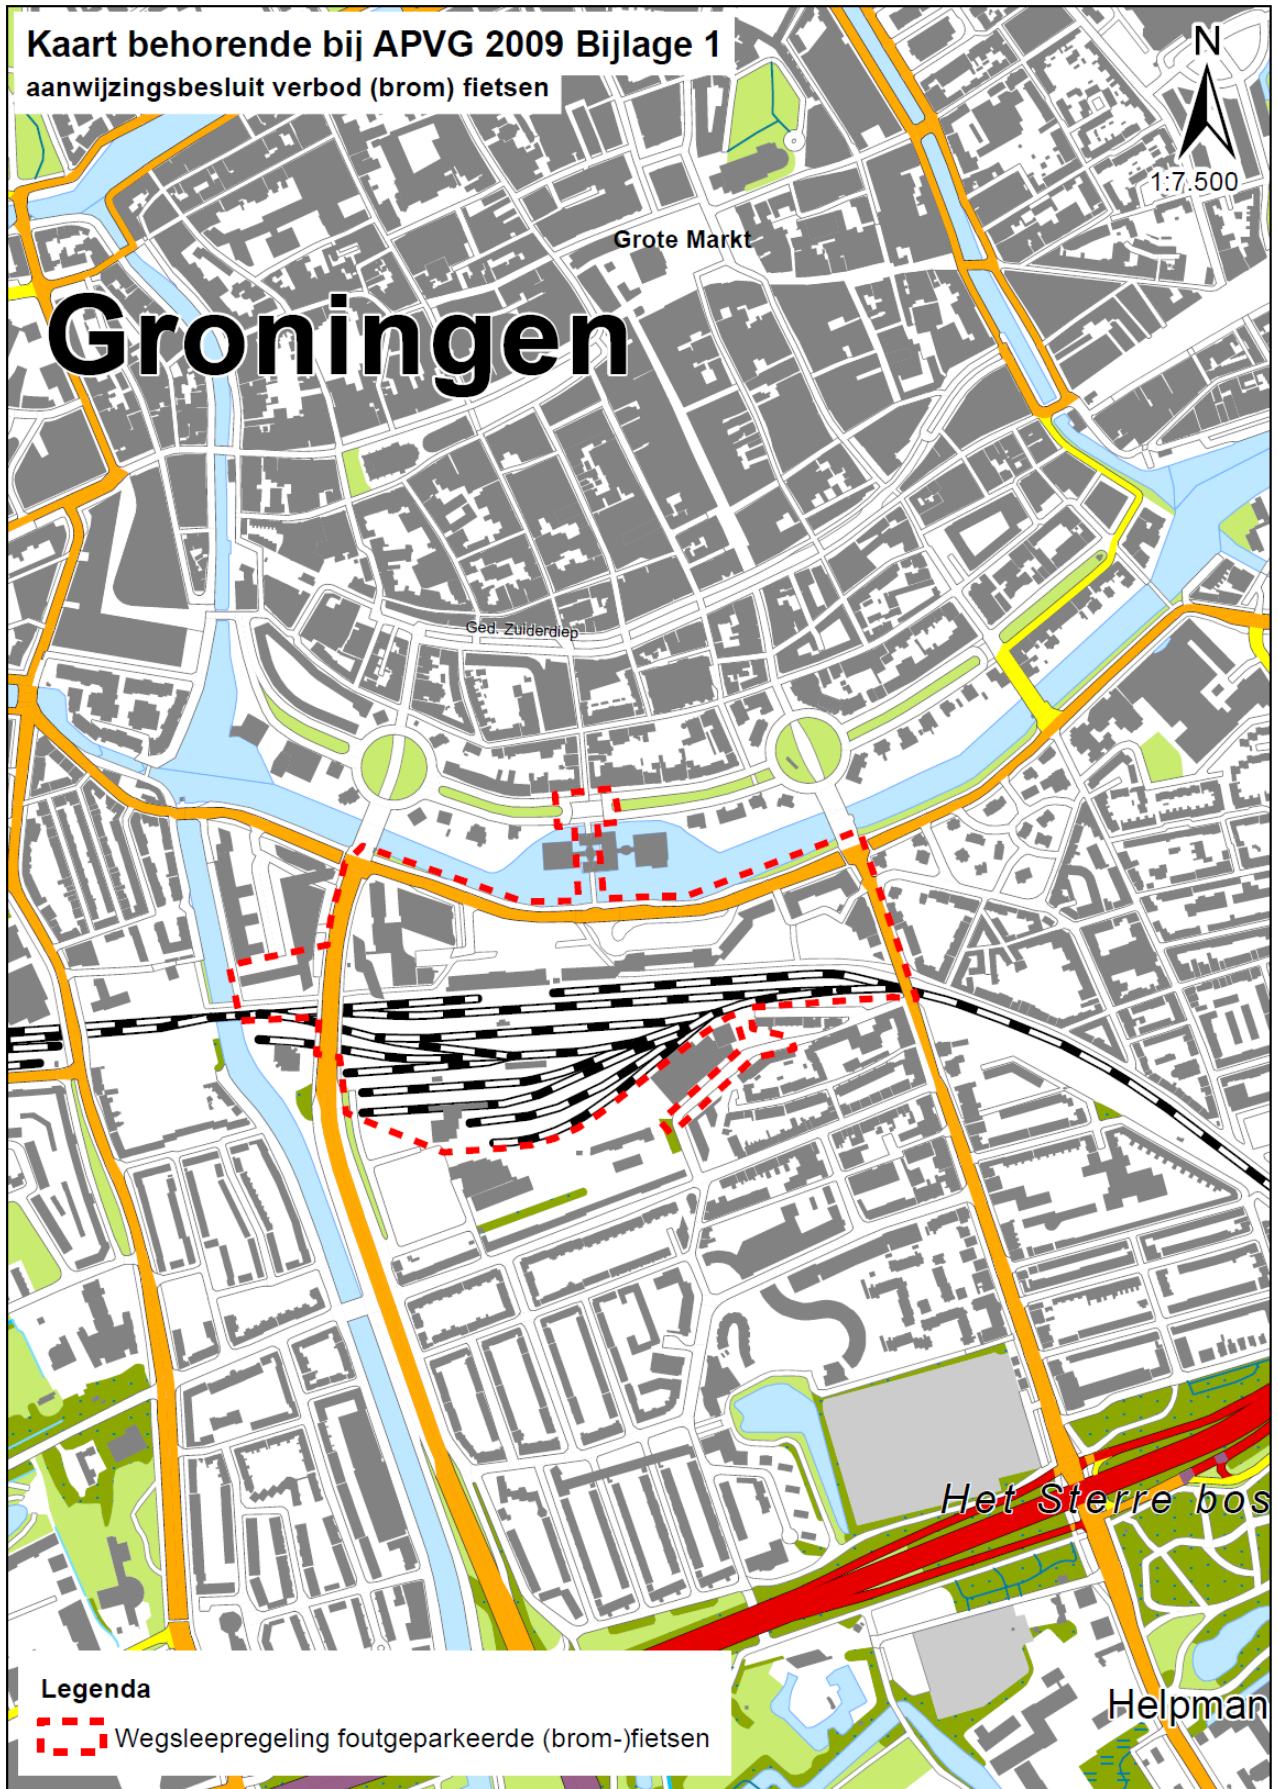 Kaart behorende bij APVG 2009 Bijlage 1
aanwijzingsbesluit verbod (brom) fietsen
N
1:7.500
Grote Markt
Groningen
Ged. Zuiderdiep
Het Sterre bos
Helpman
Legenda
Wegsleepregeling foutgeparkeerde (brom-)fietsen